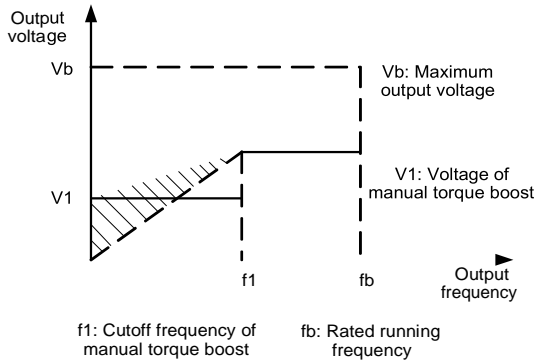 Output
voltage
Vb
Vb: Maximum
output voltage
V1: Voltage of
manual torque boost
V1
f1
fb
Output
frequency
f1: Cutoff frequency of
manual torque boost
fb: Rated running
frequency